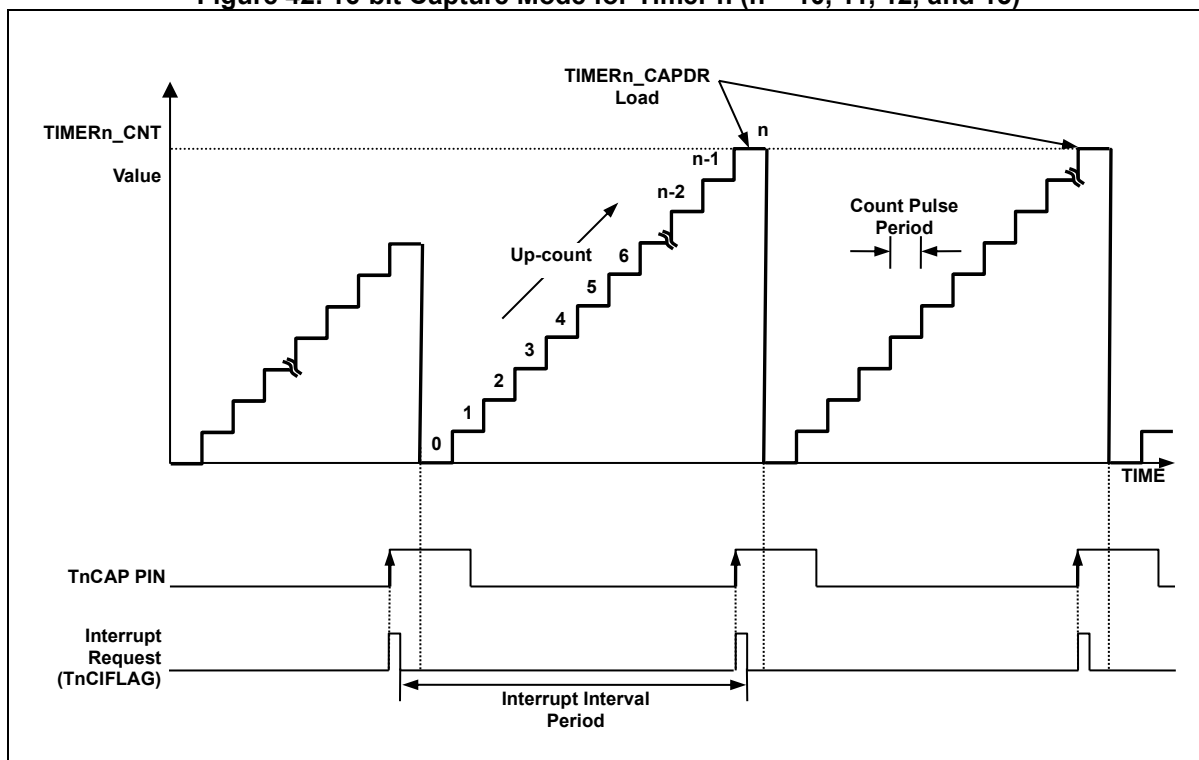 TIMERn_CAPDR
Load
TIMERn_CNT
Value
n
n-1
n-2
Count Pulse
Period
Up-count
6
5
4
3
2
1
0
TIME
TnCAP PIN
Interrupt
Request
(TnCIFLAG)
Interrupt Interval
Period